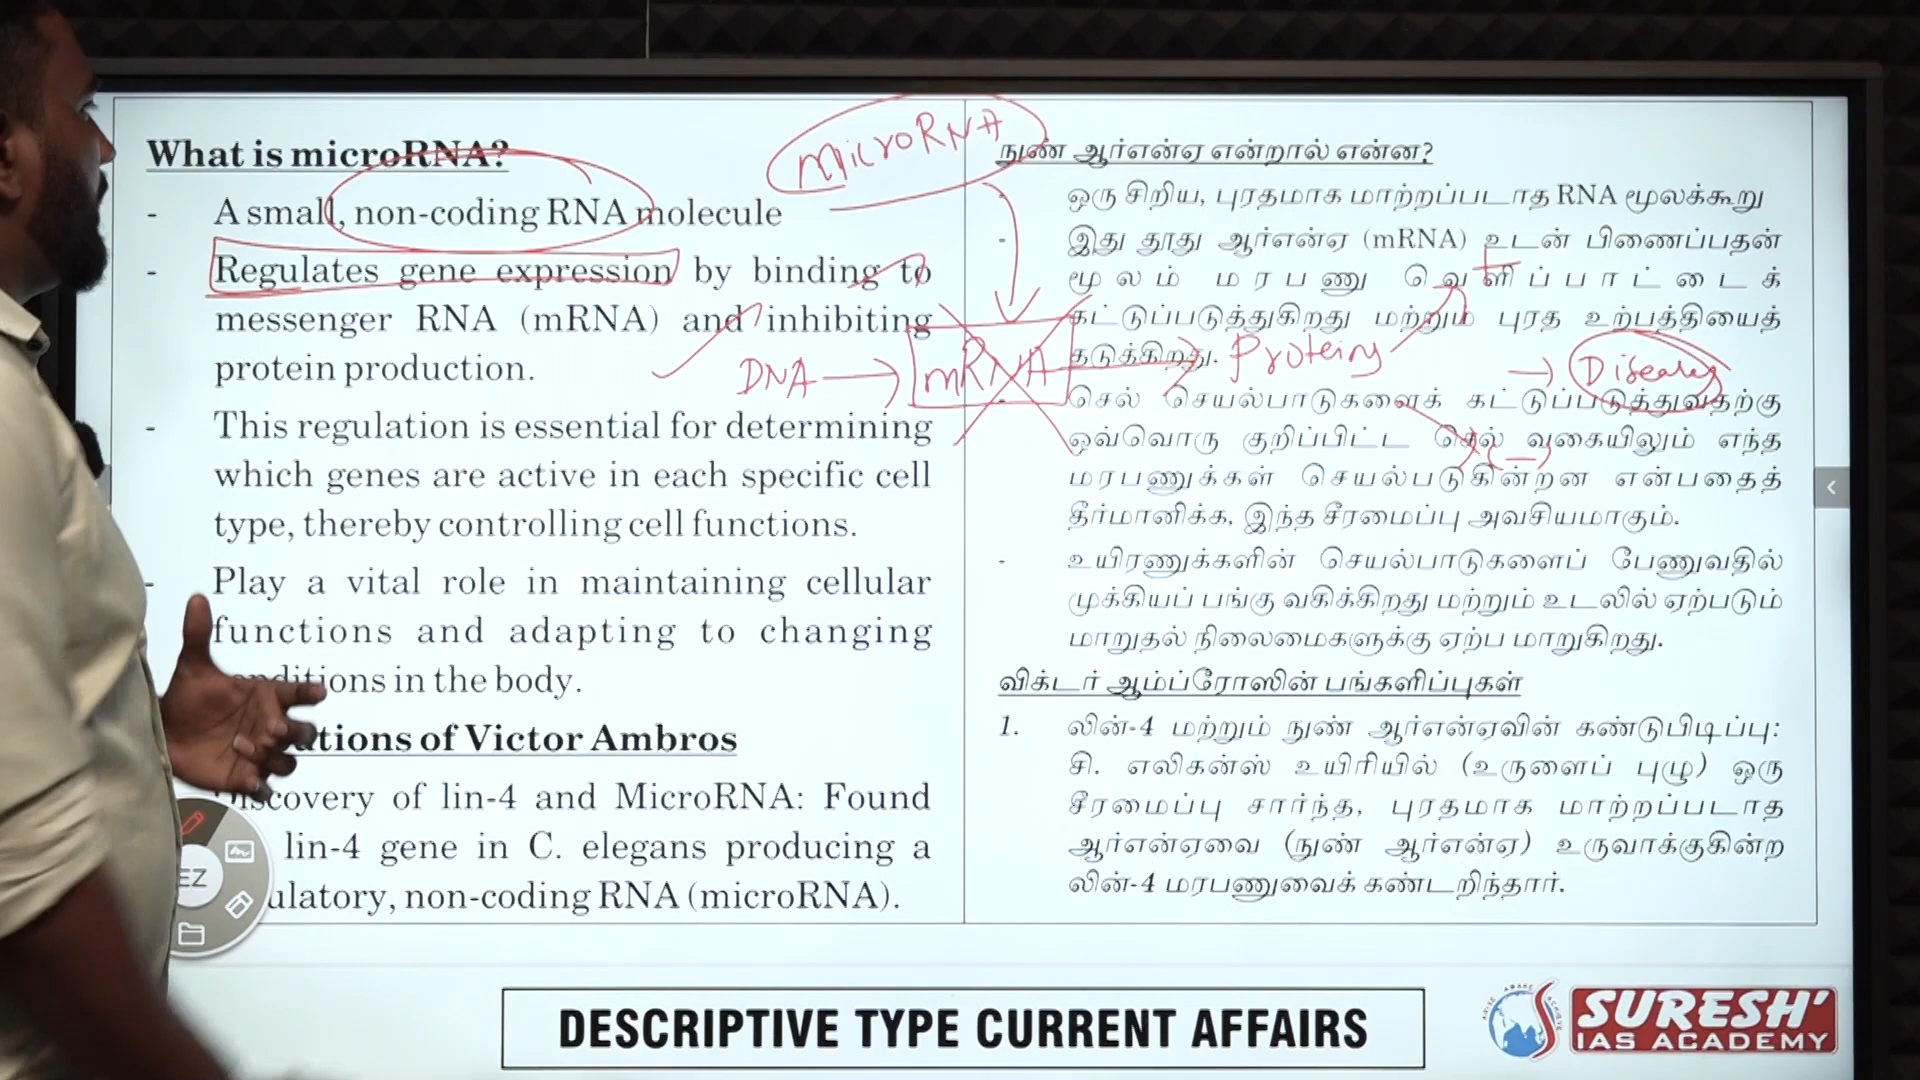 What is microRNA?
- A small, non-coding RNA molecule
- Regulates gene expression by binding to
messenger RNA (mRNA) and inhibiting
protein production.
- This regulation is essential for determining
which genes are active in each specific cell
type, thereby controlling cell functions.
- Play a vital role in maintaining cellular
functions and adapting to changing
in the body.
of Victor Ambros
of lin-4 and MicroRNA: Found
lin-4 gene in C. elegans producing a
non-coding RNA (microRNA).
EZ
MicroRNA
DNA → mRNA → Proteins
+
(−)
→ Diseases
நுண் ஆர்என்ஏ என்றால் என்ன?
- ஒரு சிறிய, புரதமாக மாற்றப்படாத RNA மூலக்கூறு
- இது தூது ஆர்என்ஏ (mRNA) உடன் பிணைப்பதன்
மூலம் மரபணு வெளிப்பாட்டைக்
கட்டுப்படுத்துகிறது மற்றும் புரத உற்பத்தியைத்
தடுக்கிறது.
- செல் செயல்பாடுகளைக் கட்டுப்படுத்துவதற்கு
ஒவ்வொரு குறிப்பிட்ட செல் வகையிலும் எந்த
மரபணுக்கள் செயல்படுகின்றன என்பதைத்
தீர்மானிக்க, இந்த சீரமைப்பு அவசியமாகும்.
- உயிரணுக்களின் செயல்பாடுகளைப் பேணுவதில்
முக்கியப் பங்கு வகிக்கிறது மற்றும் உடலில் ஏற்படும்
மாறுதல் நிலைமைகளுக்கு ஏற்ப மாறுகிறது.
விக்டர் ஆம்ப்ரோஸின் பங்களிப்புகள்
1. லின்-4 மற்றும் நுண் ஆர்என்ஏவின் கண்டுபிடிப்பு:
சி. எலிகன்ஸ் உயிரியில் (உருளைப் புழு) ஒரு
சீரமைப்பு சார்ந்த, புரதமாக மாற்றப்படாத
ஆர்என்ஏவை (நுண் ஆர்என்ஏ) உருவாக்குகின்ற
லின்-4 மரபணுவைக் கண்டறிந்தார்.
DESCRIPTIVE TYPE CURRENT AFFAIRS
SURESH'
IAS ACADEMY